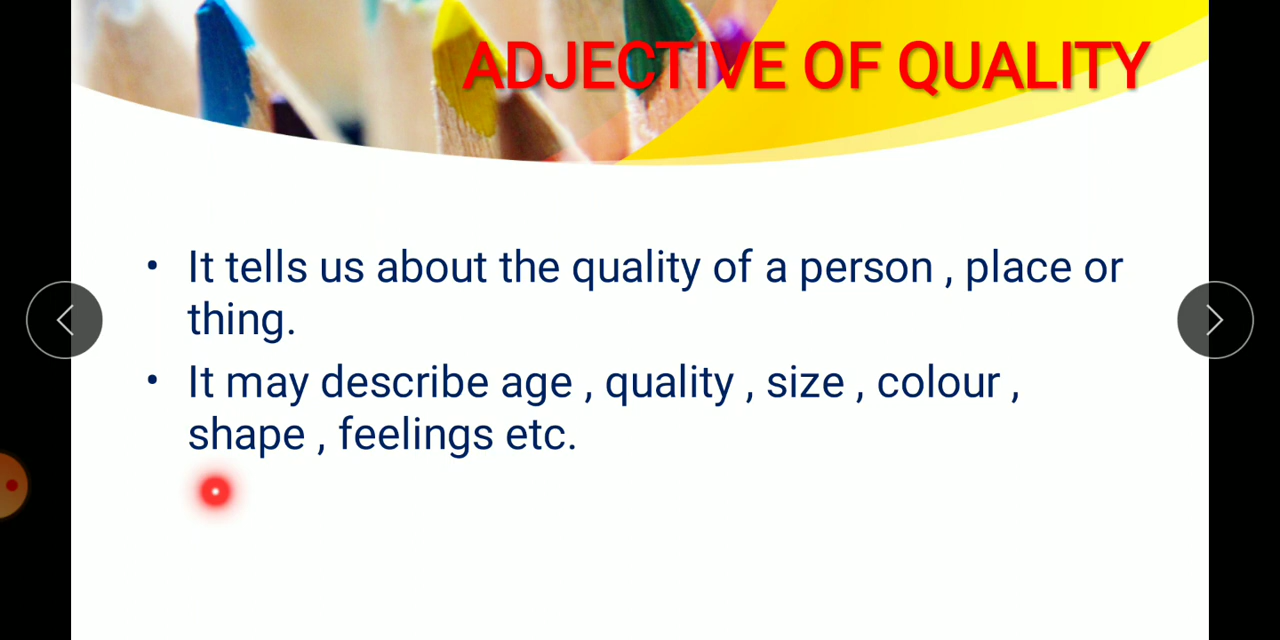 ADJECTIVE OF QUALITY
• It tells us about the quality of a person , place or
thing.
• It may describe age , quality , size , colour ,
shape , feelings etc.